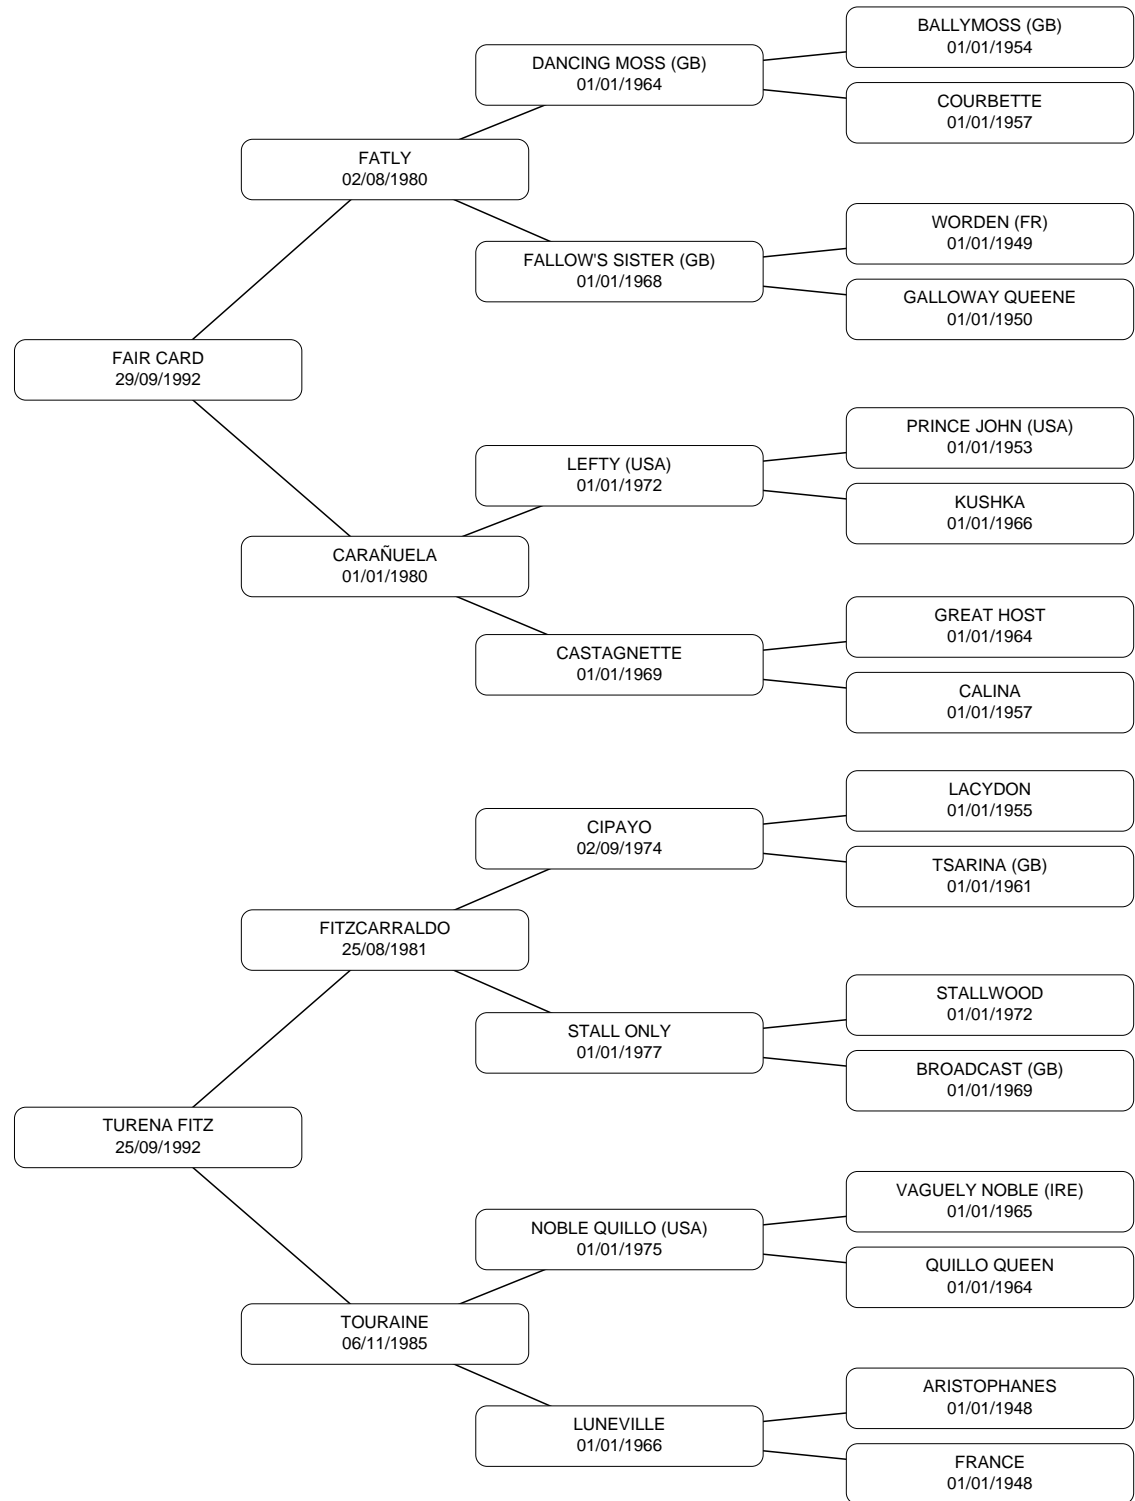 BALLYMOSS (GB)
01/01/1954
DANCING MOSS (GB)
01/01/1964
COURBETTE
01/01/1957
FATLY
02/08/1980
WORDEN (FR)
01/01/1949
FALLOW'S SISTER (GB)
01/01/1968
GALLOWAY QUEENE
01/01/1950
FAIR CARD
29/09/1992
PRINCE JOHN (USA)
01/01/1953
LEFTY (USA)
01/01/1972
KUSHKA
01/01/1966
CARAÑUELA
01/01/1980
GREAT HOST
01/01/1964
CASTAGNETTE
01/01/1969
CALINA
01/01/1957
LACYDON
01/01/1955
CIPAYO
02/09/1974
TSARINA (GB)
01/01/1961
FITZCARRALDO
25/08/1981
STALLWOOD
01/01/1972
STALL ONLY
01/01/1977
BROADCAST (GB)
01/01/1969
TURENA FITZ
25/09/1992
VAGUELY NOBLE (IRE)
01/01/1965
NOBLE QUILLO (USA)
01/01/1975
QUILLO QUEEN
01/01/1964
TOURAINE
06/11/1985
ARISTOPHANES
01/01/1948
LUNEVILLE
01/01/1966
FRANCE
01/01/1948